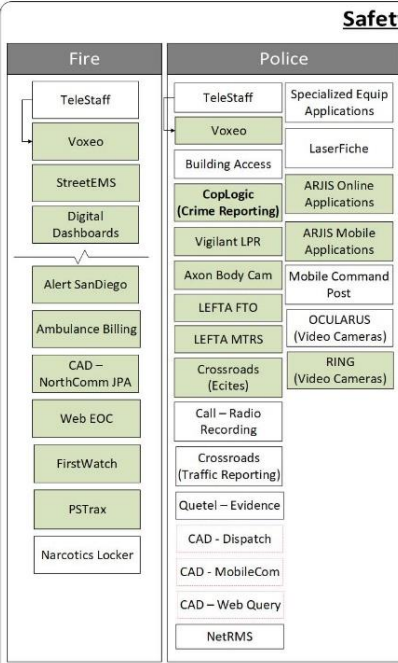 Safet
Fire
TeleStaff
Voxeo
StreetEMS
Digital
Dashboards
Alert SanDiego
Ambulance Billing
CAD –
NorthComm JPA
Web EOC
FirstWatch
PSTrax
Narcotics Locker
Police
TeleStaff
Voxeo
Building Access
CopLogic
(Crime Reporting)
Vigilant LPR
Axon Body Cam
LEFTA FTO
LEFTA MTRS
Crossroads
(Ecites)
Call – Radio
Recording
Crossroads
(Traffic Reporting)
Quetel – Evidence
CAD - Dispatch
CAD - MobileCom
CAD – Web Query
NetRMS
Specialized Equip
Applications
LaserFiche
ARJIS Online
Applications
ARJIS Mobile
Applications
Mobile Command
Post
OCULARUS
(Video Cameras)
RING
(Video Cameras)